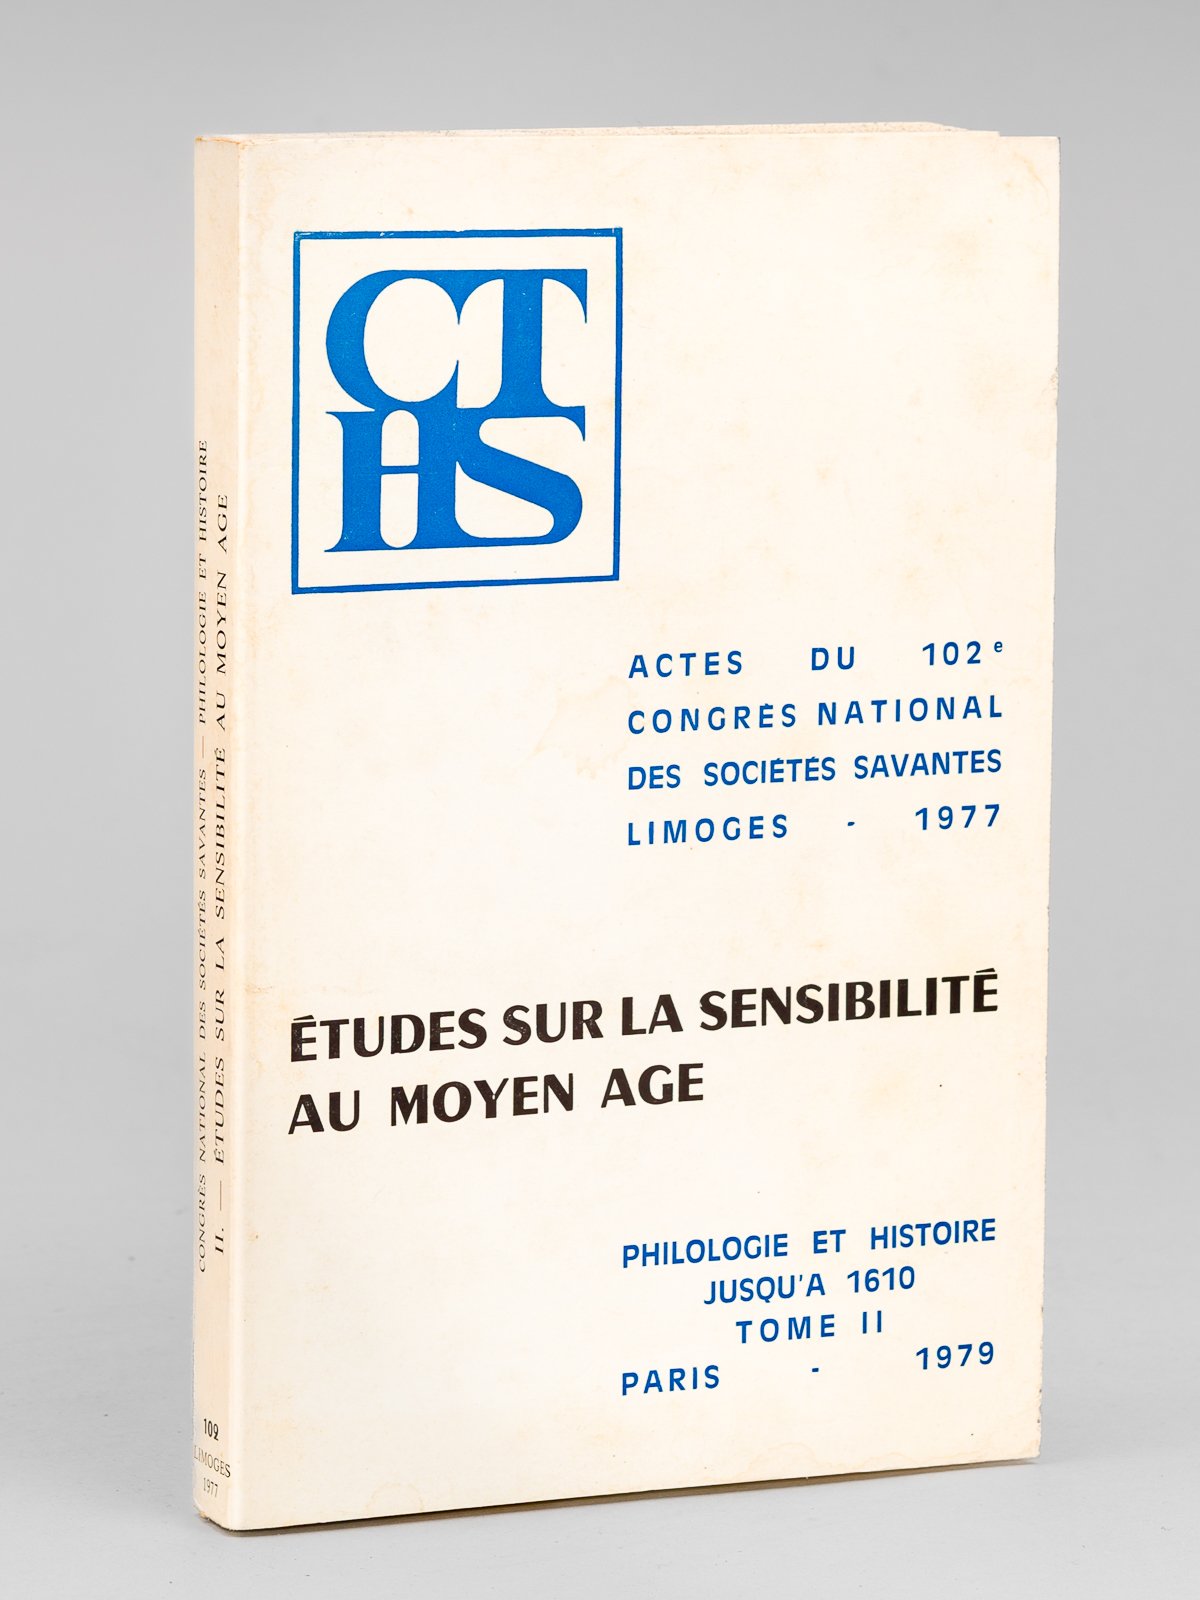 CT
HS
ACTES DU 102e
CONGRÈS NATIONAL
DES SOCIÉTÉS SAVANTES
LIMOGES - 1977
ÉTUDES SUR LA SENSIBILITÉ
AU MOYEN AGE
PHILOLOGIE ET HISTOIRE
JUSQU'A 1610
TOME II
PARIS - 1979
CONGRÈS NATIONAL DES SOCIÉTÉS SAVANTES — PHILOLOGIE ET HISTOIRE
II. — ÉTUDES SUR LA SENSIBILITÉ AU MOYEN AGE
102
LIMOGES
1977